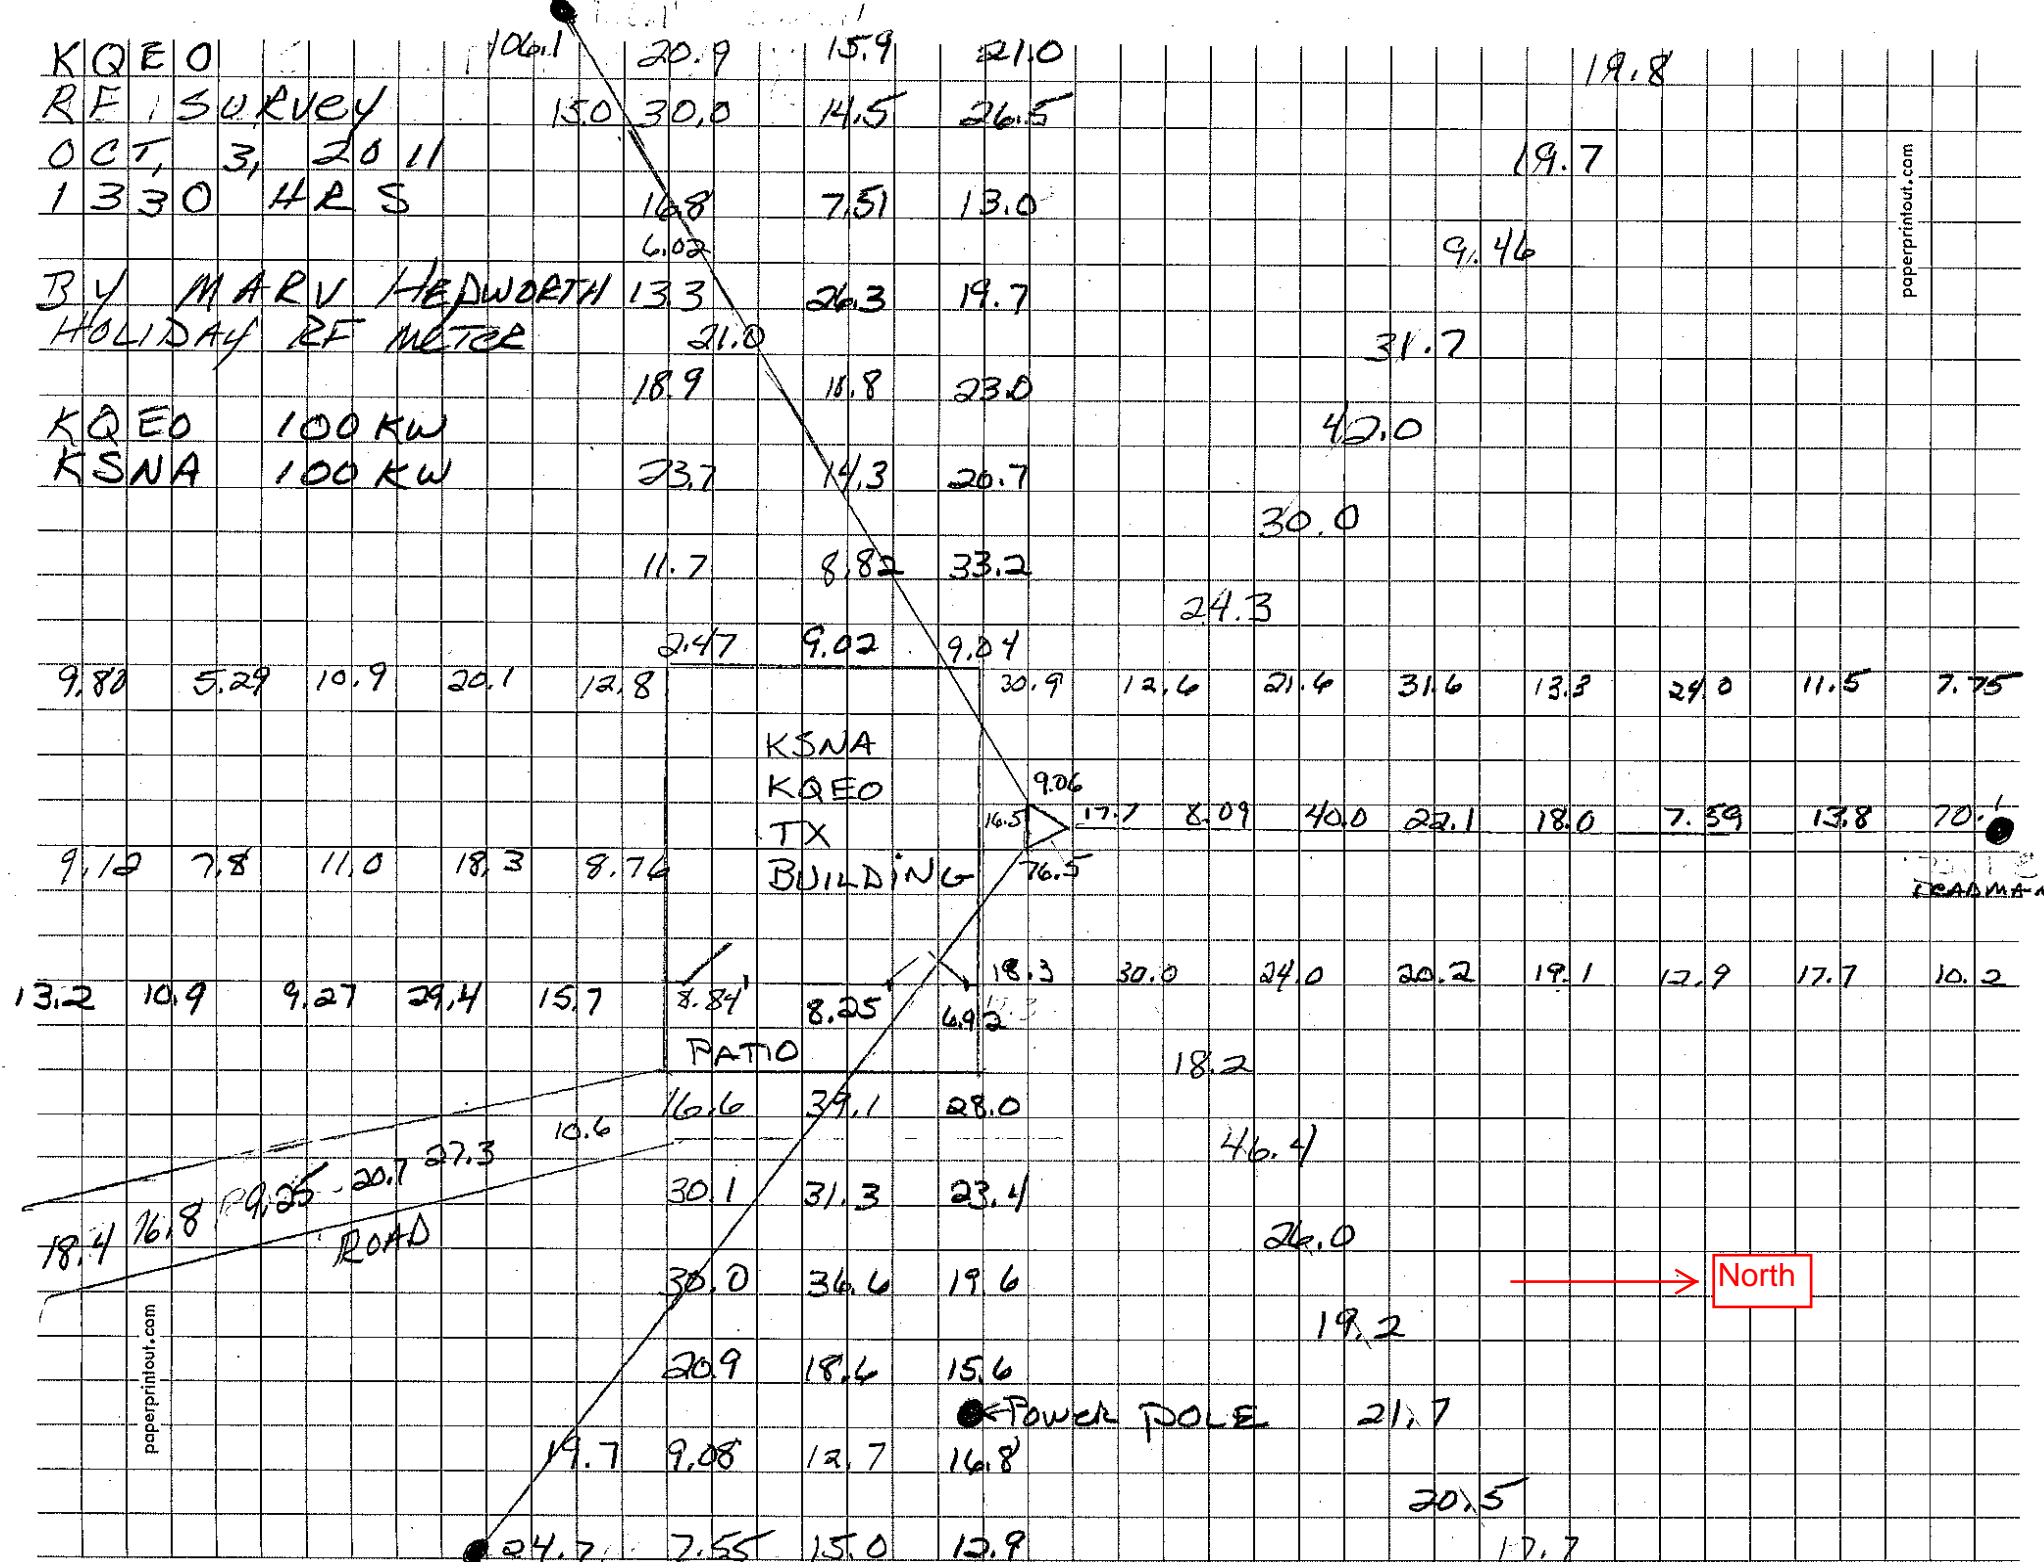 106.1 20.9 15.9 21.0 19.8
KQEO
RF SURVEY 15.0 30.0 14.5 26.5
OCT, 3, 2011 19.7
1330 HRS 16.8 7.51 13.0
6.02 9.46
BY MARV HEDWORTH 13.3 26.3 19.7
HOLIDAY RF METER 21.0 31.7
18.9 11.8 23.0
KQEO 100 KW 42.0
KSNA 100 KW 23.7 14.3 20.7
30.0
11.7 8.82 33.2
24.3
2.47 9.02 9.04
9.80 5.29 10.9 20.1 12.8 30.9 12.6 21.6 31.6 13.3 24.0 11.5 7.75
KSNA
KQEO 9.06
TX 16.5 17.7 8.09 40.0 22.1 18.0 7.59 13.8 70.1
9.12 7.8 11.0 18.3 8.76 BUILDING 76.5
DEADMAN
18.3 30.0 24.0 20.2 19.1 12.9 17.7 10.2
13.2 10.9 9.27 29.4 15.7 8.84 8.25 6.92
PATIO 18.2
16.6 39.1 28.0
10.6 46.4
18.4 16.8 9.25 20.7 27.3
30.1 31.3 23.4
ROAD 26.0
30.0 36.6 19.6
North
19.2
20.9 18.6 15.6
POWER POLE 21.7
19.7 9.08 12.7 16.8
20.5
24.7 7.55 15.0 12.9 17.7
paperprintout.com
paperprintout.com